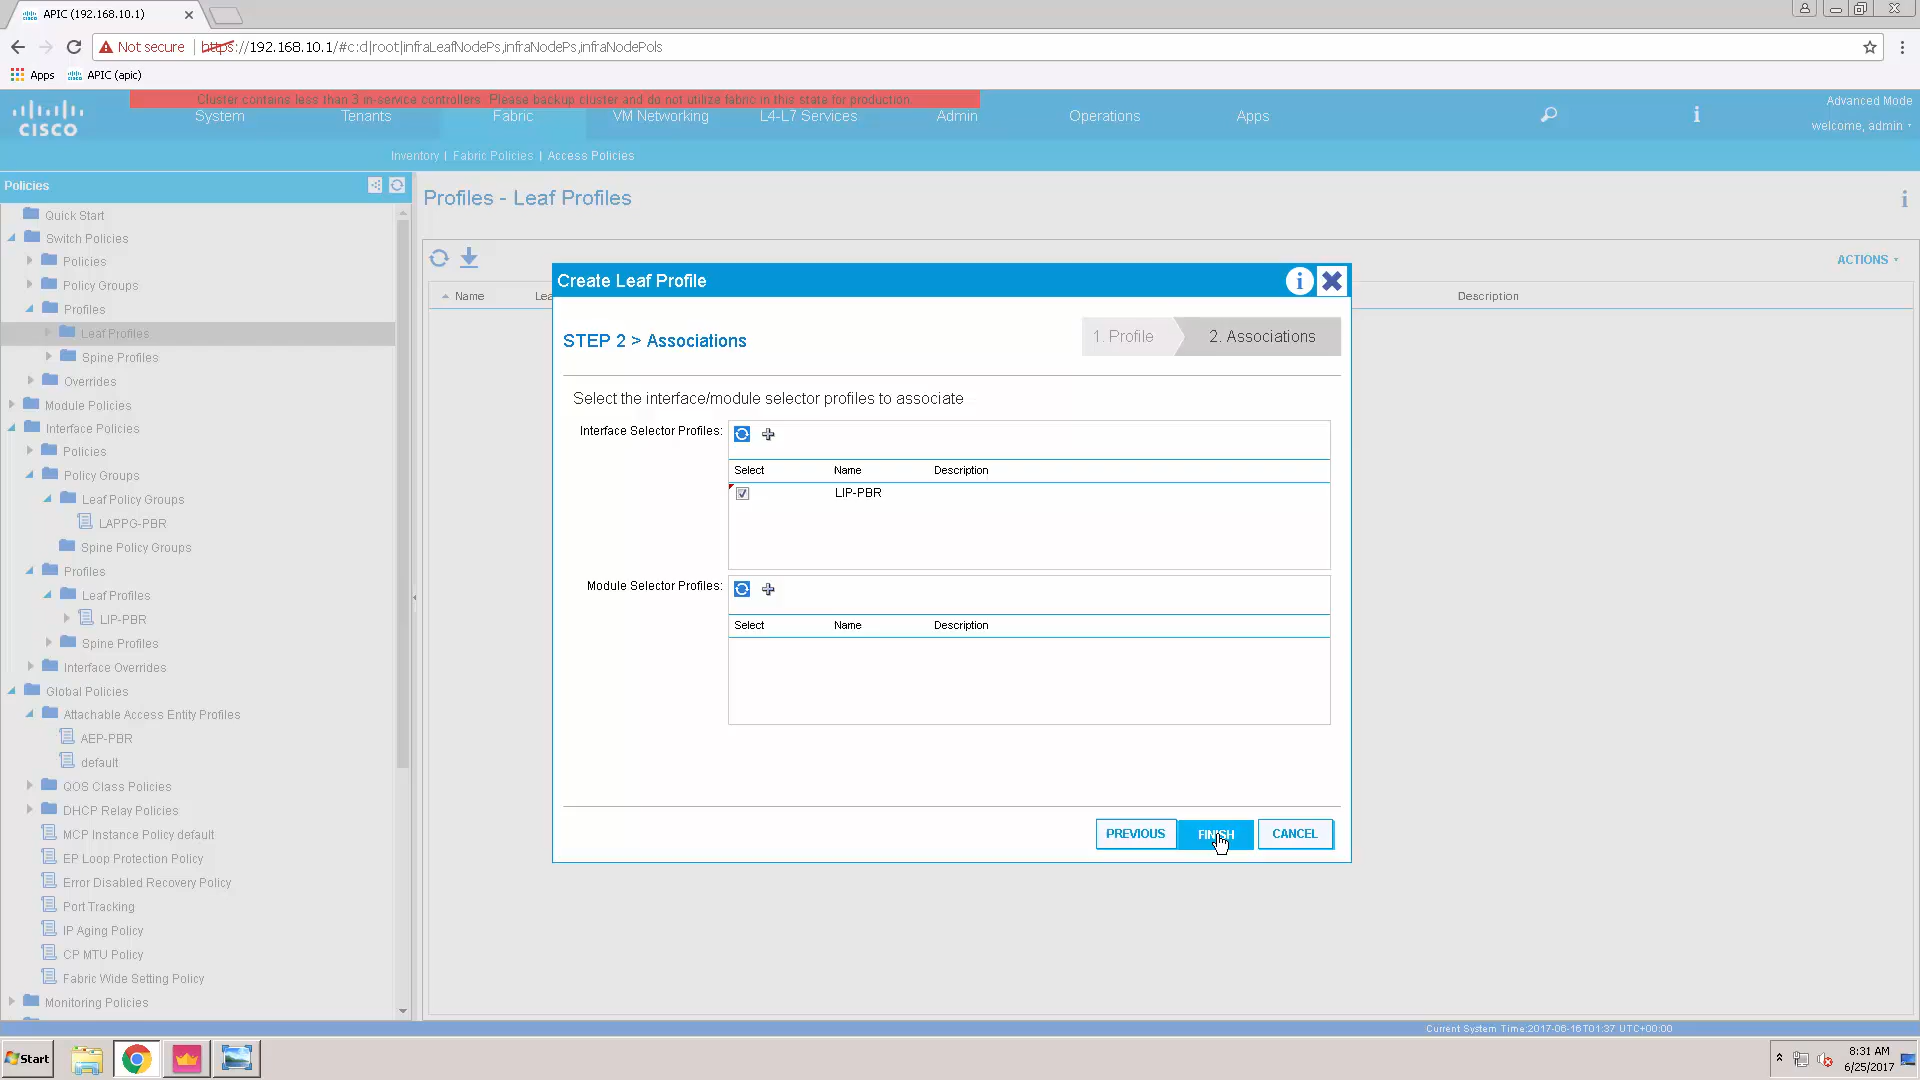 APIC (192.168.10.1)
Not secure
https://192.168.10.1/#c:d|root|infraLeafNodePs,infraNodePs,infraNodePols
Apps
APIC (apic)
Cluster contains less than 3 in-service controllers. Please backup cluster and do not utilize fabric in this state for production.
CISCO
System
Tenants
Fabric
VM Networking
L4-L7 Services
Admin
Operations
Apps
Advanced Mode
welcome, admin
Inventory | Fabric Policies | Access Policies
Policies
Quick Start
Switch Policies
Policies
Policy Groups
Profiles
Leaf Profiles
Spine Profiles
Overrides
Module Policies
Interface Policies
Policies
Policy Groups
Leaf Policy Groups
LAPPG-PBR
Spine Policy Groups
Profiles
Leaf Profiles
LIP-PBR
Spine Profiles
Interface Overrides
Global Policies
Attachable Access Entity Profiles
AEP-PBR
default
QOS Class Policies
DHCP Relay Policies
MCP Instance Policy default
EP Loop Protection Policy
Error Disabled Recovery Policy
Port Tracking
IP Aging Policy
CP MTU Policy
Fabric Wide Setting Policy
Monitoring Policies
Profiles - Leaf Profiles
i
ACTIONS
Name
Lea
Description
Create Leaf Profile
STEP 2 > Associations
1. Profile
2. Associations
Select the interface/module selector profiles to associate
Interface Selector Profiles:
Select Name Description
LIP-PBR
Module Selector Profiles:
Select Name Description
PREVIOUS
FINISH
CANCEL
Current System Time:2017-06-16T01:37 UTC+00:00
Start
8:31 AM
6/25/2017